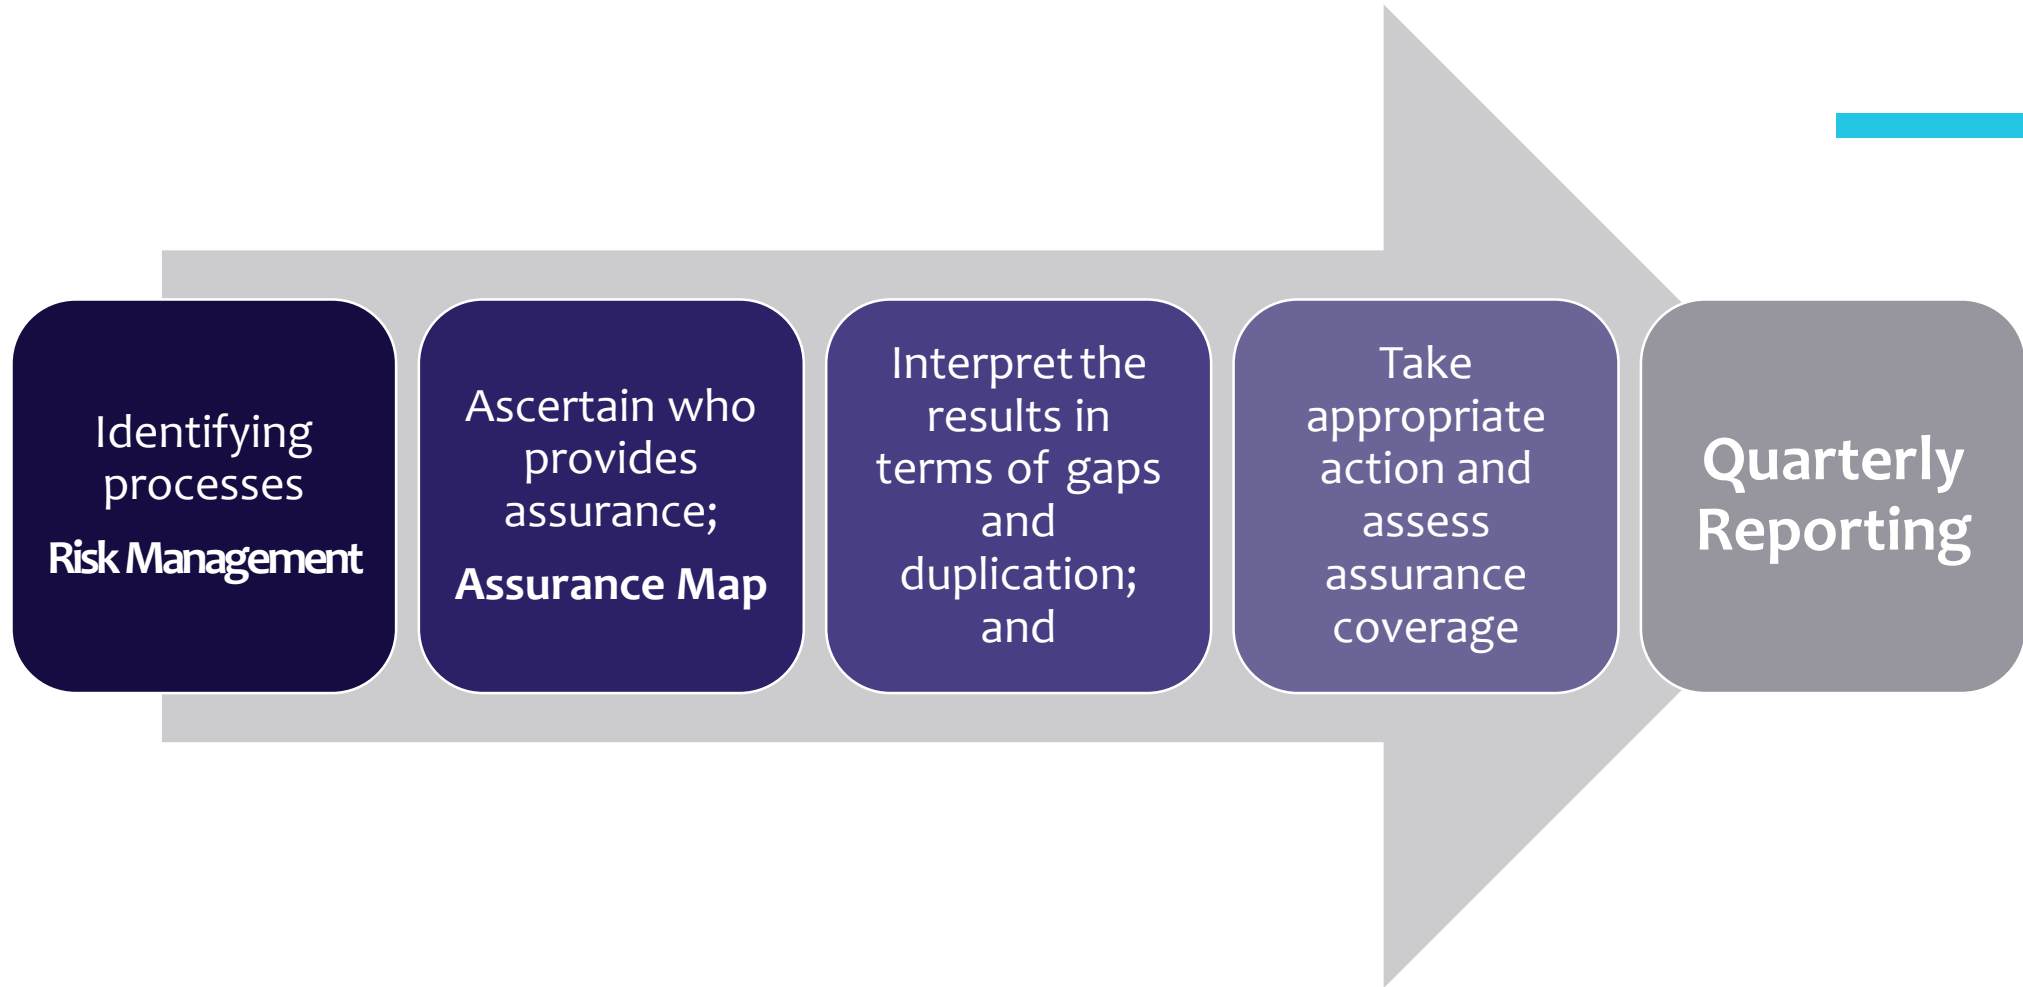 Identifying
processes
Risk Management
Ascertain who
provides
assurance;
Assurance Map
Interpret the
results in
terms of gaps
and
duplication;
and
Take
appropriate
action and
assess
assurance
coverage
Quarterly
Reporting